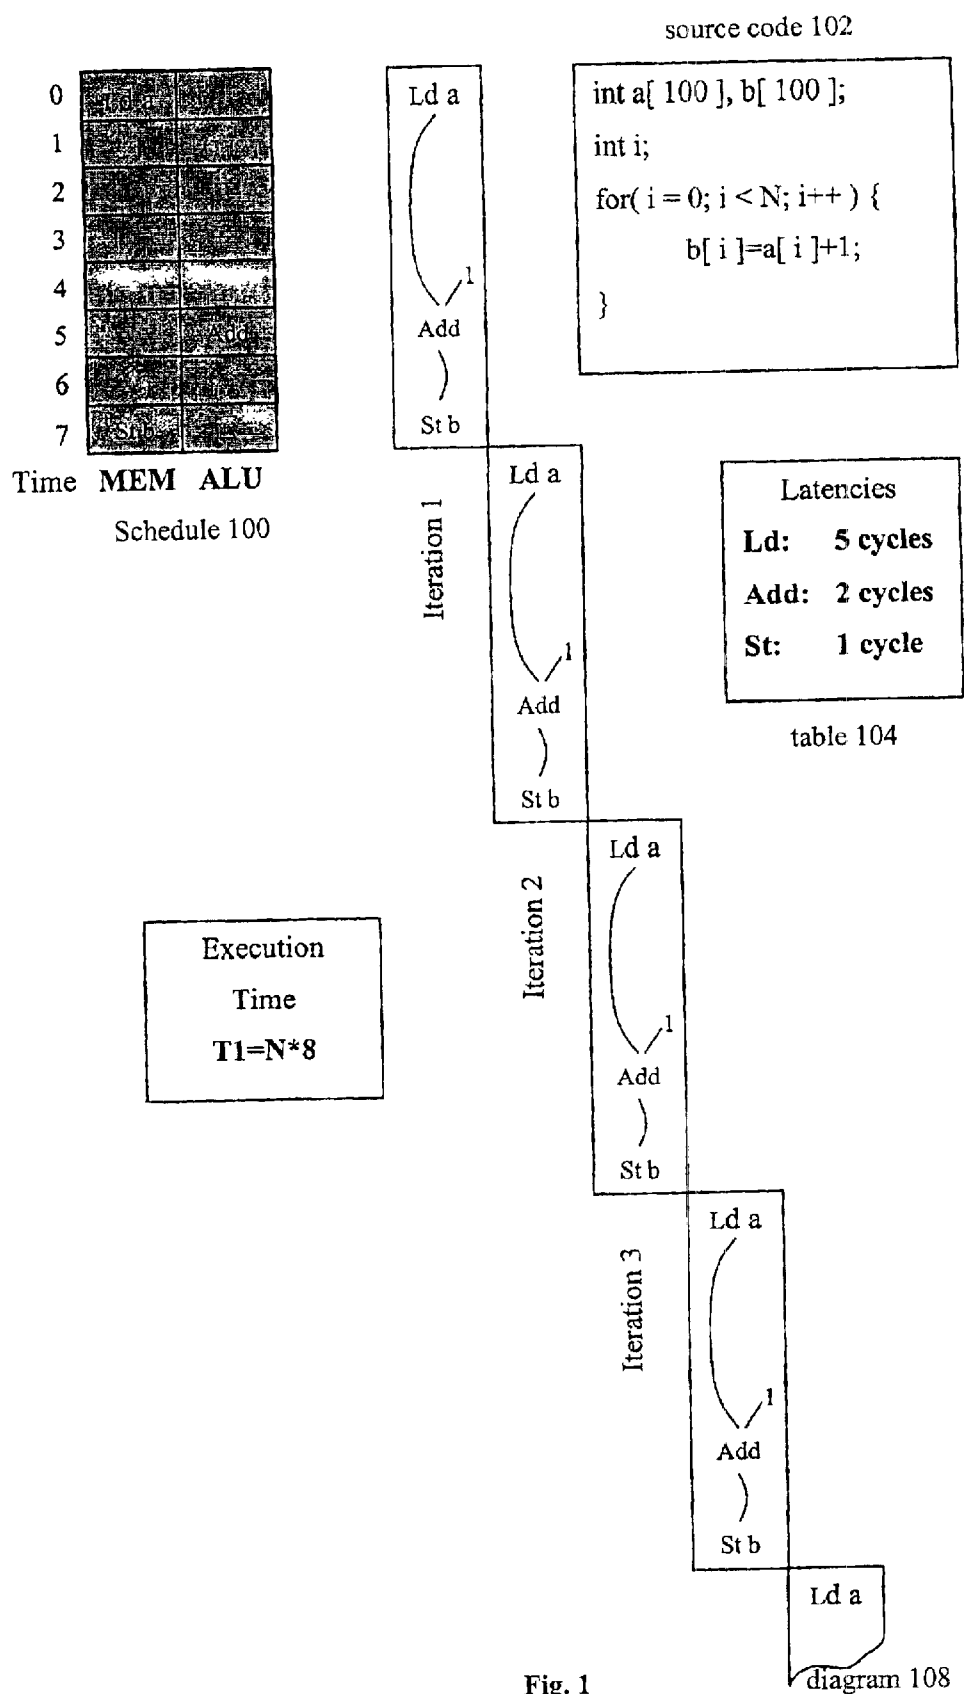 source code 102
int a[ 100 ], b[ 100 ];
int i;
for( i = 0; i < N; i++ ) {
b[ i ]=a[ i ]+1;
}
0
1
2
3
4
5
6
7
Ld a
Add
St b
Time MEM ALU
Schedule 100
Ld a
1
Add
St b
Iteration 1
Ld a
1
Add
St b
Iteration 2
Ld a
1
Add
St b
Iteration 3
Ld a
1
Add
St b
Ld a
Latencies
Ld: 5 cycles
Add: 2 cycles
St: 1 cycle
table 104
Execution
Time
T1=N*8
Fig. 1
diagram 108